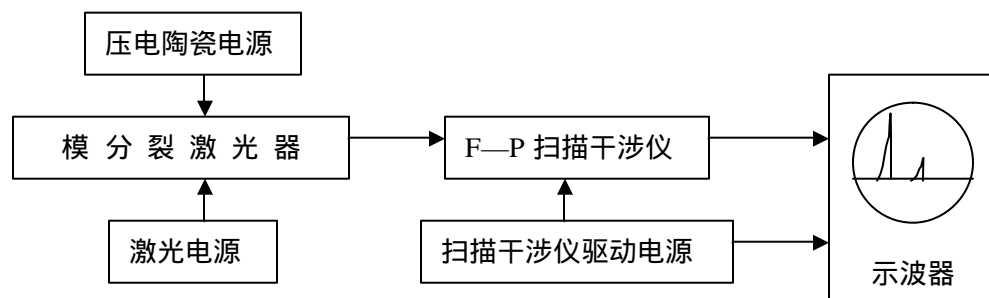 压电陶瓷电源
模 分 裂 激 光 器
F—P 扫描干涉仪
激光电源
扫描干涉仪驱动电源
示波器